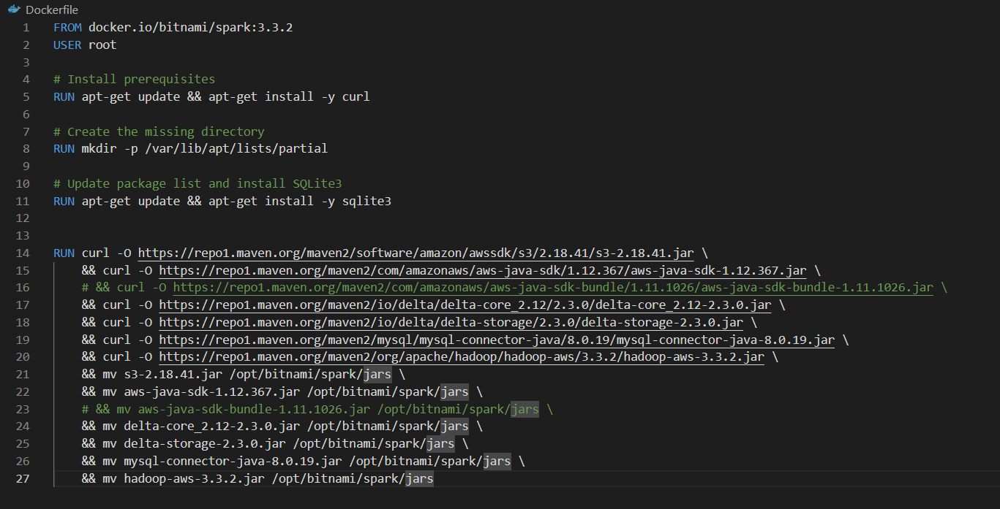 Dockerfile
1 FROM docker.io/bitnami/spark:3.3.2
2 USER root
3
4 # Install prerequisites
5 RUN apt-get update && apt-get install -y curl
6
7 # Create the missing directory
8 RUN mkdir -p /var/lib/apt/lists/partial
9
10 # Update package list and install SQLite3
11 RUN apt-get update && apt-get install -y sqlite3
12
13
14 RUN curl -O https://repo1.maven.org/maven2/software/amazon/awssdk/s3/2.18.41/s3-2.18.41.jar \
15 && curl -O https://repo1.maven.org/maven2/com/amazonaws/aws-java-sdk/1.12.367/aws-java-sdk-1.12.367.jar \
16 # && curl -O https://repo1.maven.org/maven2/com/amazonaws/aws-java-sdk-bundle/1.11.1026/aws-java-sdk-bundle-1.11.1026.jar \
17 && curl -O https://repo1.maven.org/maven2/io/delta/delta-core_2.12/2.3.0/delta-core_2.12-2.3.0.jar \
18 && curl -O https://repo1.maven.org/maven2/io/delta/delta-storage/2.3.0/delta-storage-2.3.0.jar \
19 && curl -O https://repo1.maven.org/maven2/mysql/mysql-connector-java/8.0.19/mysql-connector-java-8.0.19.jar \
20 && curl -O https://repo1.maven.org/maven2/org/apache/hadoop/hadoop-aws/3.3.2/hadoop-aws-3.3.2.jar \
21 && mv s3-2.18.41.jar /opt/bitnami/spark/jars \
22 && mv aws-java-sdk-1.12.367.jar /opt/bitnami/spark/jars \
23 # && mv aws-java-sdk-bundle-1.11.1026.jar /opt/bitnami/spark/jars \
24 && mv delta-core_2.12-2.3.0.jar /opt/bitnami/spark/jars \
25 && mv delta-storage-2.3.0.jar /opt/bitnami/spark/jars \
26 && mv mysql-connector-java-8.0.19.jar /opt/bitnami/spark/jars \
27 && mv hadoop-aws-3.3.2.jar /opt/bitnami/spark/jars